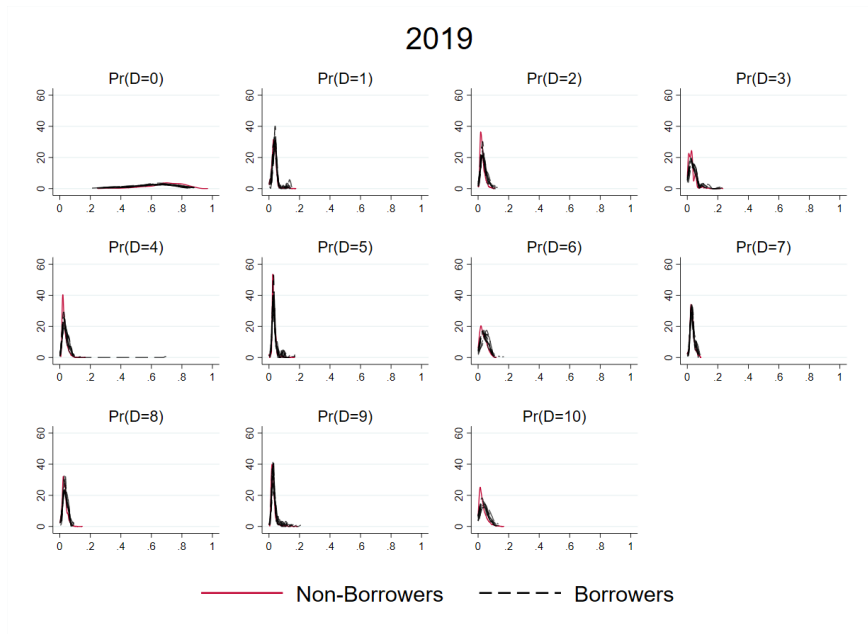 2019
Pr(D=0) Pr(D=1) Pr(D=2) Pr(D=3)
60 60 60 60
40 40 40 40
20 20 20 20
0 0 0 0
0 .2 .4 .6 .8 1 0 .2 .4 .6 .8 1 0 .2 .4 .6 .8 1 0 .2 .4 .6 .8 1
Pr(D=4) Pr(D=5) Pr(D=6) Pr(D=7)
60 60 60 60
40 40 40 40
20 20 20 20
0 0 0 0
0 .2 .4 .6 .8 1 0 .2 .4 .6 .8 1 0 .2 .4 .6 .8 1 0 .2 .4 .6 .8 1
Pr(D=8) Pr(D=9) Pr(D=10)
60 60 60
40 40 40
20 20 20
0 0 0
0 .2 .4 .6 .8 1 0 .2 .4 .6 .8 1 0 .2 .4 .6 .8 1
Non-Borrowers Borrowers